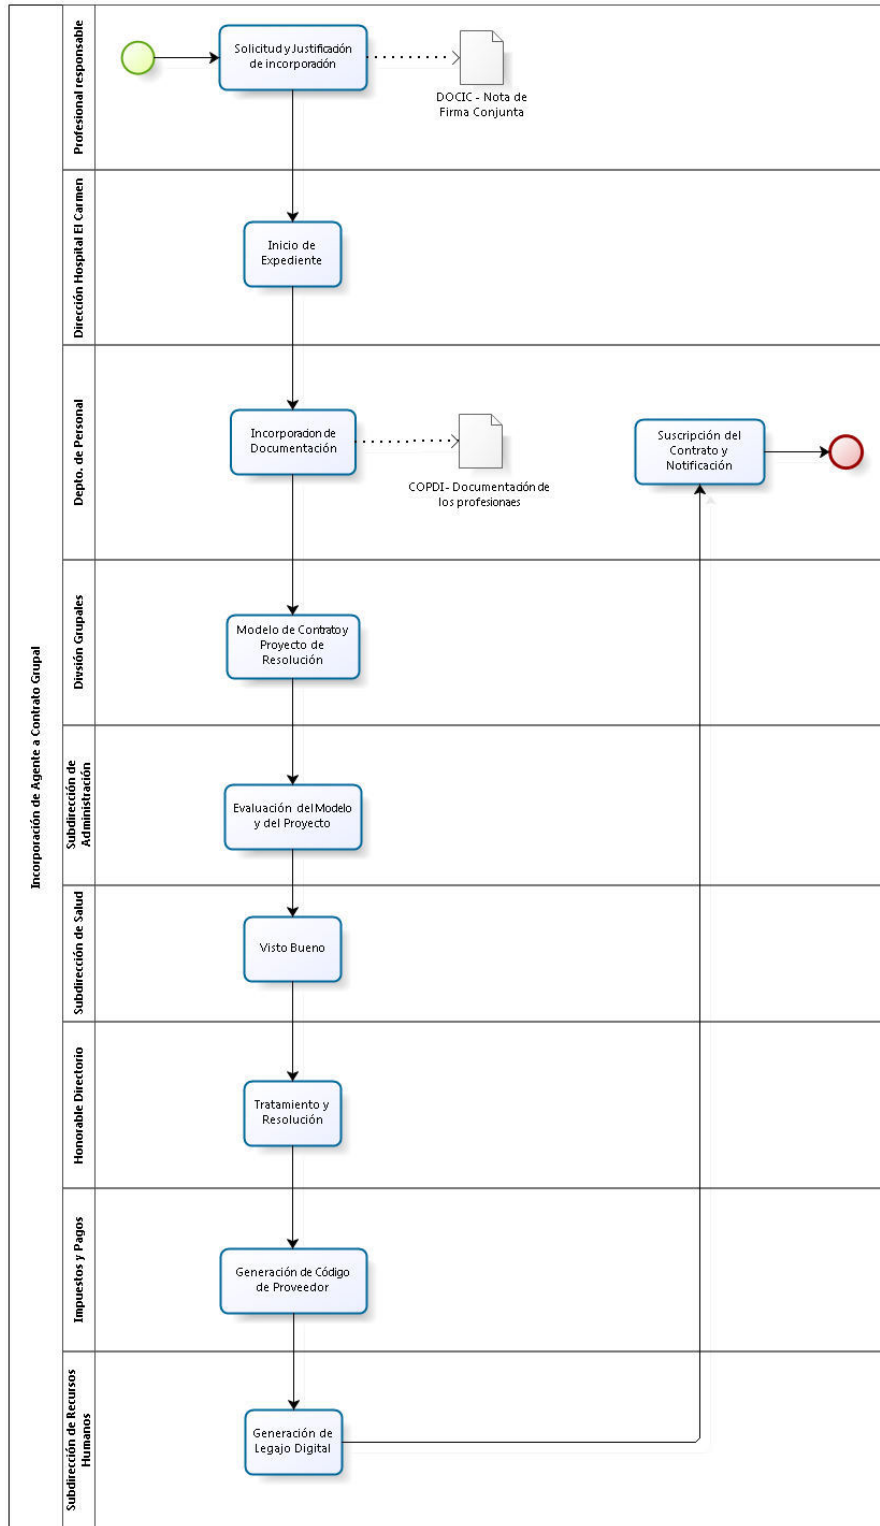 Incorporación de Agente a Contrato Grupal
Profesional responsable
Solicitud y Justificación
de incorporación
DOCIC - Nota de
Firma Conjunta
Dirección Hospital El Carmen
Inicio de
Expediente
Depto. de Personal
Incorporacion de
Documentación
COPDI- Documentación de
los profesionaes
Suscripción del
Contrato y
Notificación
Divsión Grupales
Modelo de Contrato y
Proyecto de
Resolución
Subdirección de
Administración
Evaluación del Modelo
y del Proyecto
Subdirección de Salud
Visto Bueno
Honorable Directorio
Tratamiento y
Resolución
Impuestos y Pagos
Generación de Código
de Proveedor
Subdirección de Recursos
Humanos
Generación de
Legajo Digital